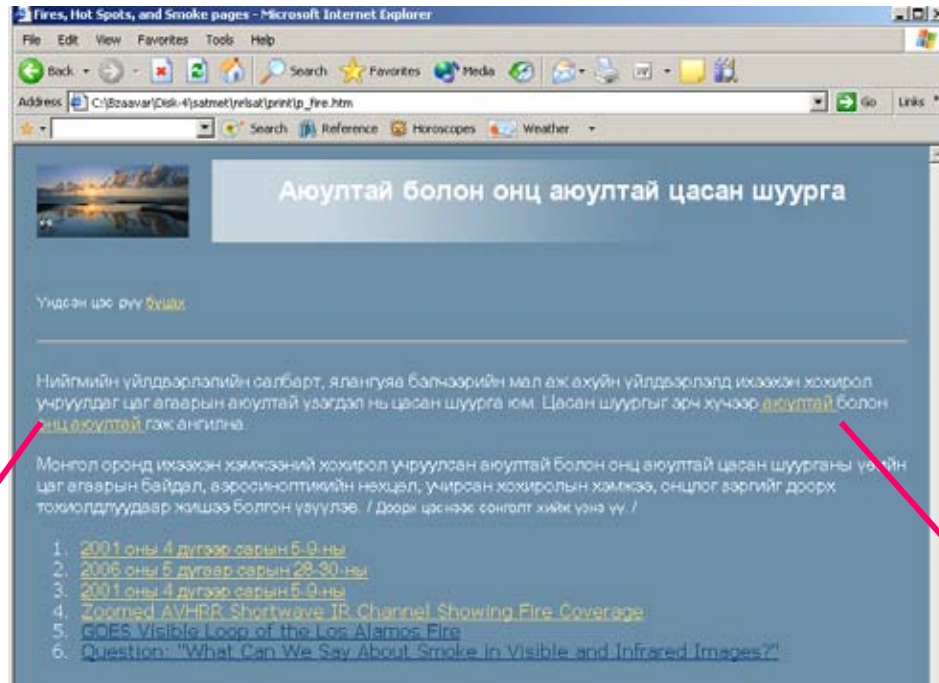 Fires, Hot Spots, and Smoke pages - Microsoft Internet Explorer
File Edit View Favorites Tools Help
Back Search Favorites Media
Address C:\Bzaavar\Disk-4\satmet\relsat\print\p_fire.htm Go Links
Search Reference Horoscopes Weather
Аюултай болон онц аюултай цасан шуурга
Үндсэн цэс рүү буцах
Нийгмийн үйлдвэрлэлийн салбарт, ялангуяа бэлчээрийн мал аж ахуйн үйлдвэрлэлд ихээхэн хохирол
учруулдаг цаг агаарын аюултай үзэгдэл нь цасан шуурга юм. Цасан шуургыг эрч хүчээр аюултай болон
онц аюултай гэж ангилна.
Монгол оронд ихээхэн хэмжээний хохирол учруулсан аюултай болон онц аюултай цасан шуурганы үеийн
цаг агаарын байдал, аэросиноптикийн нөхцөл, учирсан хохиролын хэмжээ, онцлог зэргийг доорх
тохиолдлуудаар жишээ болгон үзүүлэв. / Доорх цэснээс сонголт хийж үзнэ үү. /
1. 2001 оны 4 дүгээр сарын 5-9-ны
2. 2006 оны 5 дугаар сарын 28-30-ны
3. 2001 оны 4 дүгээр сарын 5-9-ны
4. Zoomed AVHRR Shortwave IR Channel Showing Fire Coverage
5. GOES Visible Loop of the Los Alamos Fire
6. Question: "What Can We Say About Smoke in Visible and Infrared Images?"